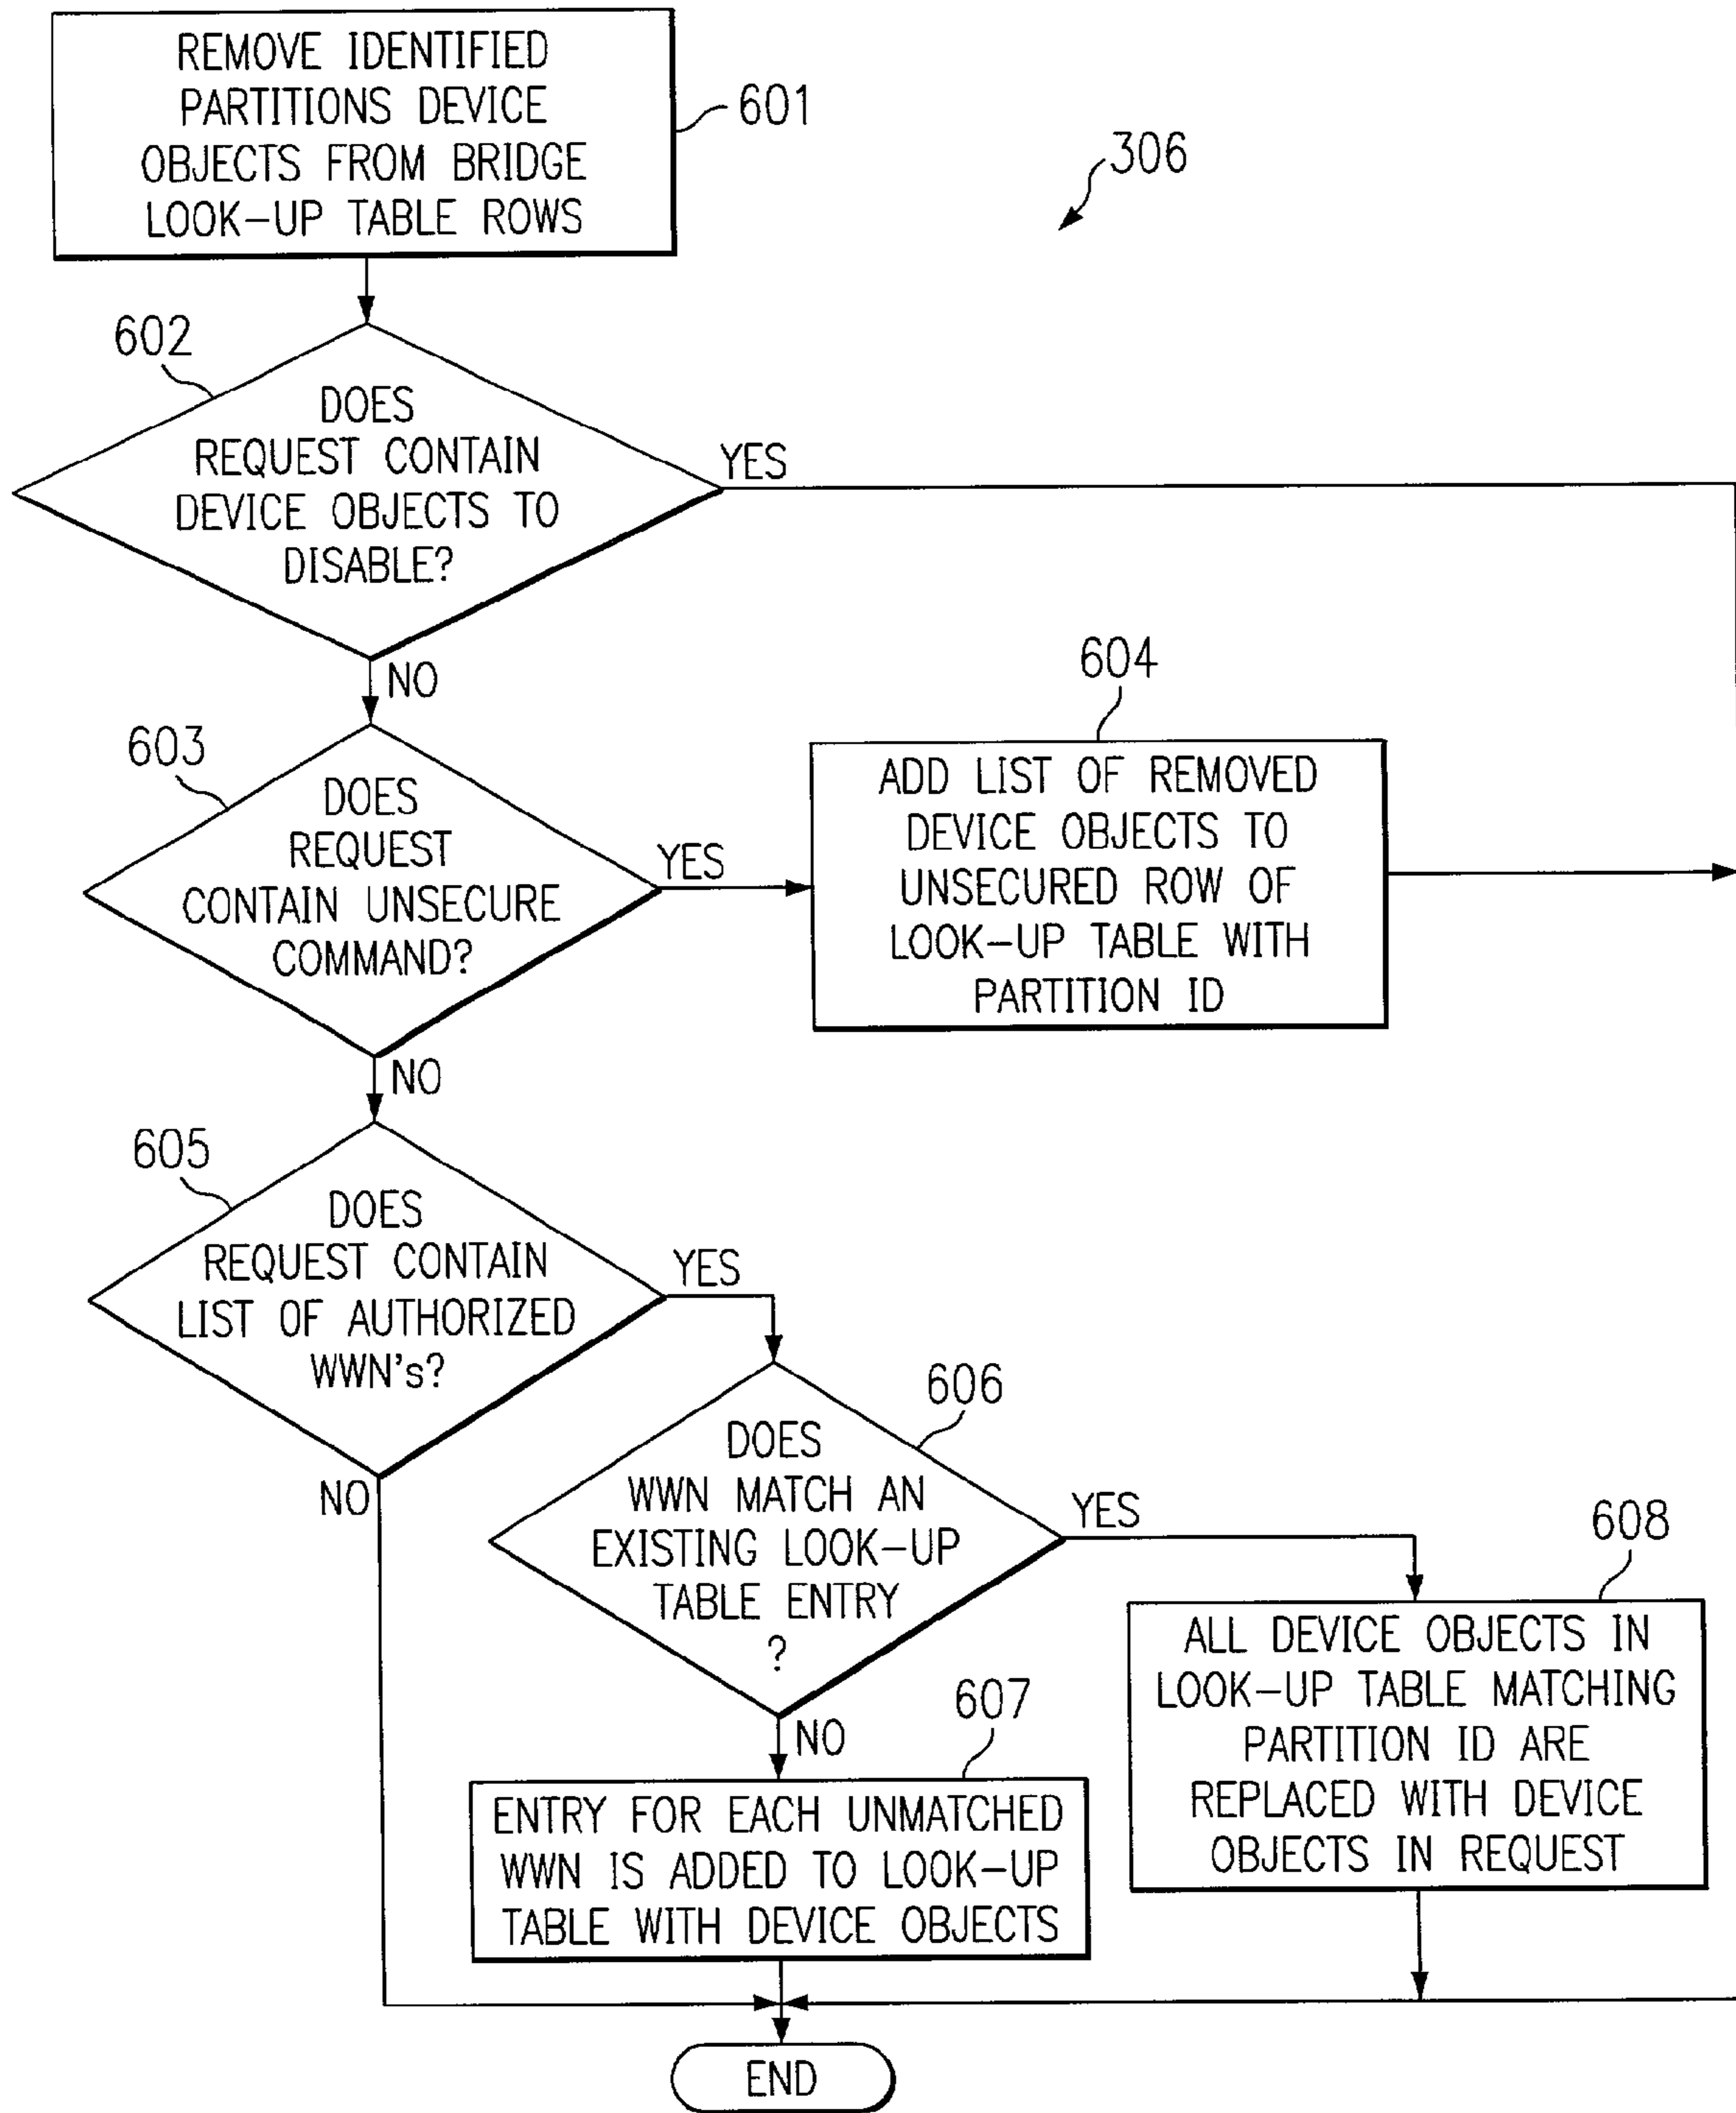 REMOVE IDENTIFIED
PARTITIONS DEVICE
OBJECTS FROM BRIDGE
LOOK-UP TABLE ROWS
601
306
602
DOES
REQUEST CONTAIN
DEVICE OBJECTS TO
DISABLE?
YES
NO
603
DOES
REQUEST
CONTAIN UNSECURE
COMMAND?
YES
604
ADD LIST OF REMOVED
DEVICE OBJECTS TO
UNSECURED ROW OF
LOOK-UP TABLE WITH
PARTITION ID
NO
605
DOES
REQUEST CONTAIN
LIST OF AUTHORIZED
WWN's?
YES
NO
606
DOES
WWN MATCH AN
EXISTING LOOK-UP
TABLE ENTRY
?
YES
NO
608
ALL DEVICE OBJECTS IN
LOOK-UP TABLE MATCHING
PARTITION ID ARE
REPLACED WITH DEVICE
OBJECTS IN REQUEST
607
ENTRY FOR EACH UNMATCHED
WWN IS ADDED TO LOOK-UP
TABLE WITH DEVICE OBJECTS
END